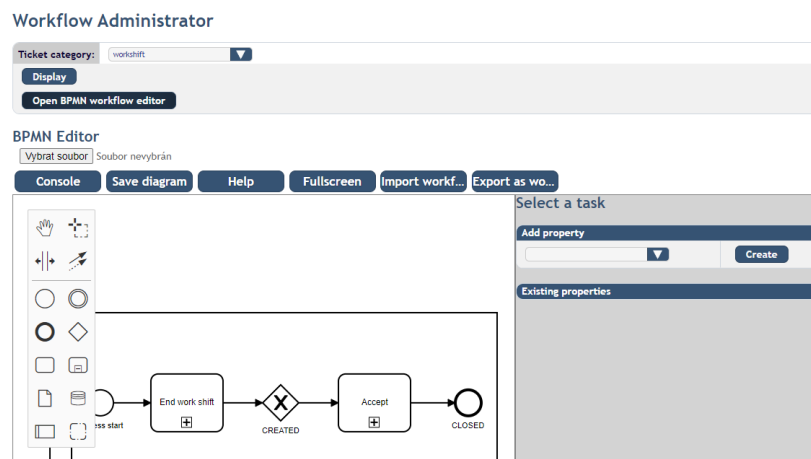 Workflow Administrator
Ticket category: workshift
Display
Open BPMN workflow editor
BPMN Editor
Vybrat soubor Soubor nevybrán
Console Save diagram Help Fullscreen Import workf... Export as wo...
Select a task
Add property
Create
Existing properties
End work shift
Accept
ess start
CREATED
CLOSED